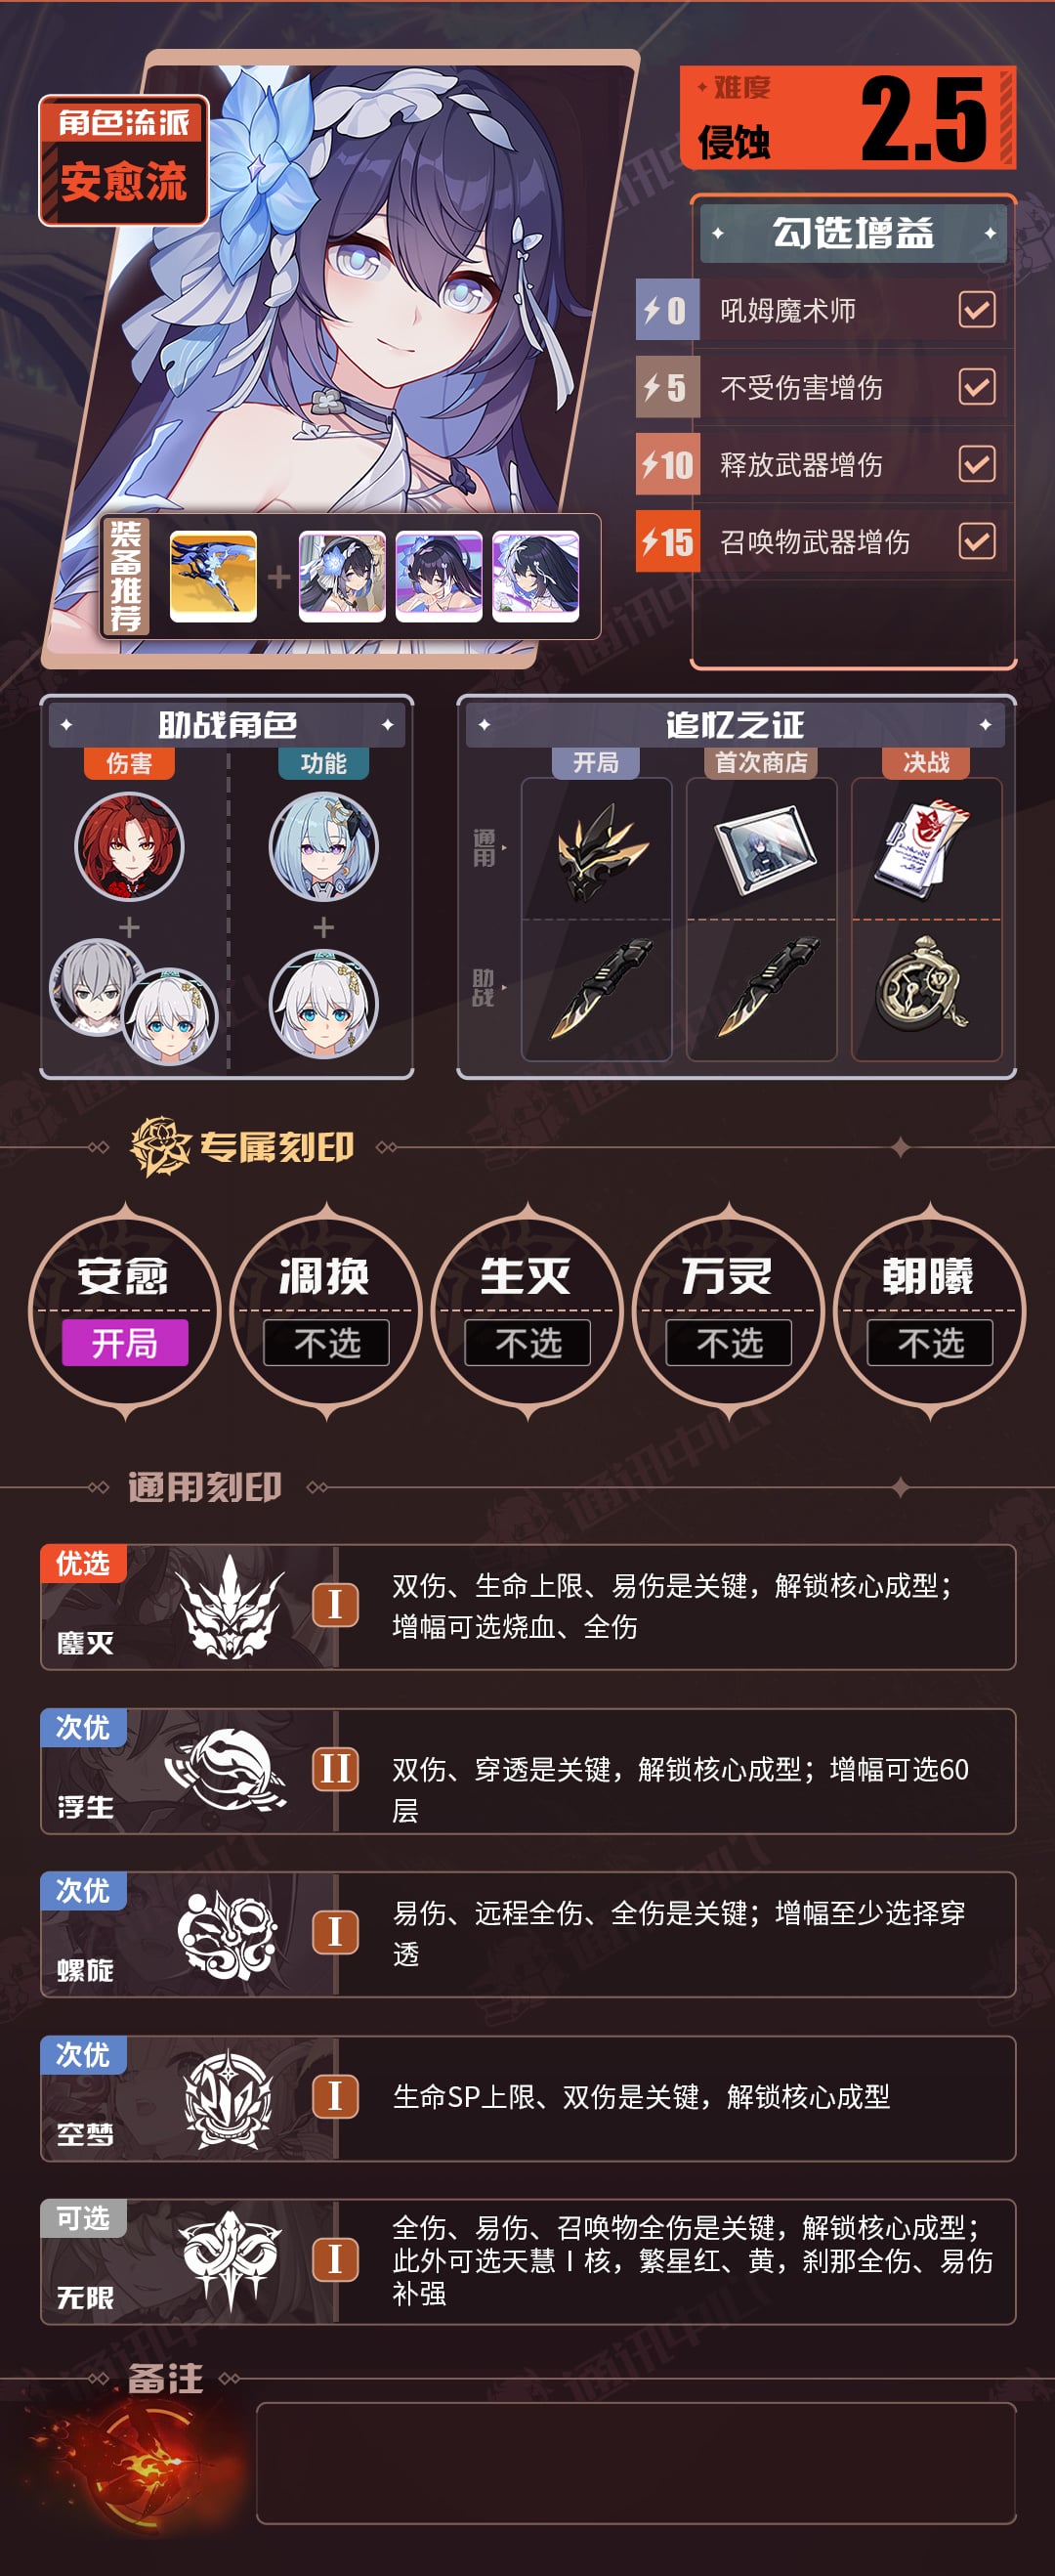 角色流派
安愈流
难度
侵蚀
2.5
勾选增益
0 吼姆魔术师
5 不受伤害增伤
10 释放武器增伤
15 召唤物武器增伤
装备推荐
助战角色
伤害
功能
追忆之证
开局
首次商店
决战
通用
助战
专属刻印
安愈
开局
凋换
不选
生灭
不选
万灵
不选
朝曦
不选
通用刻印
优选
鏖灭
I
双伤、生命上限、易伤是关键，解锁核心成型；
增幅可选烧血、全伤
次优
浮生
II
双伤、穿透是关键，解锁核心成型；增幅可选60
层
次优
螺旋
I
易伤、远程全伤、全伤是关键；增幅至少选择穿
透
次优
空梦
I
生命SP上限、双伤是关键，解锁核心成型
可选
无限
I
全伤、易伤、召唤物全伤是关键，解锁核心成型；
此外可选天慧Ⅰ核，繁星红、黄，刹那全伤、易伤
补强
备注
通讯中心